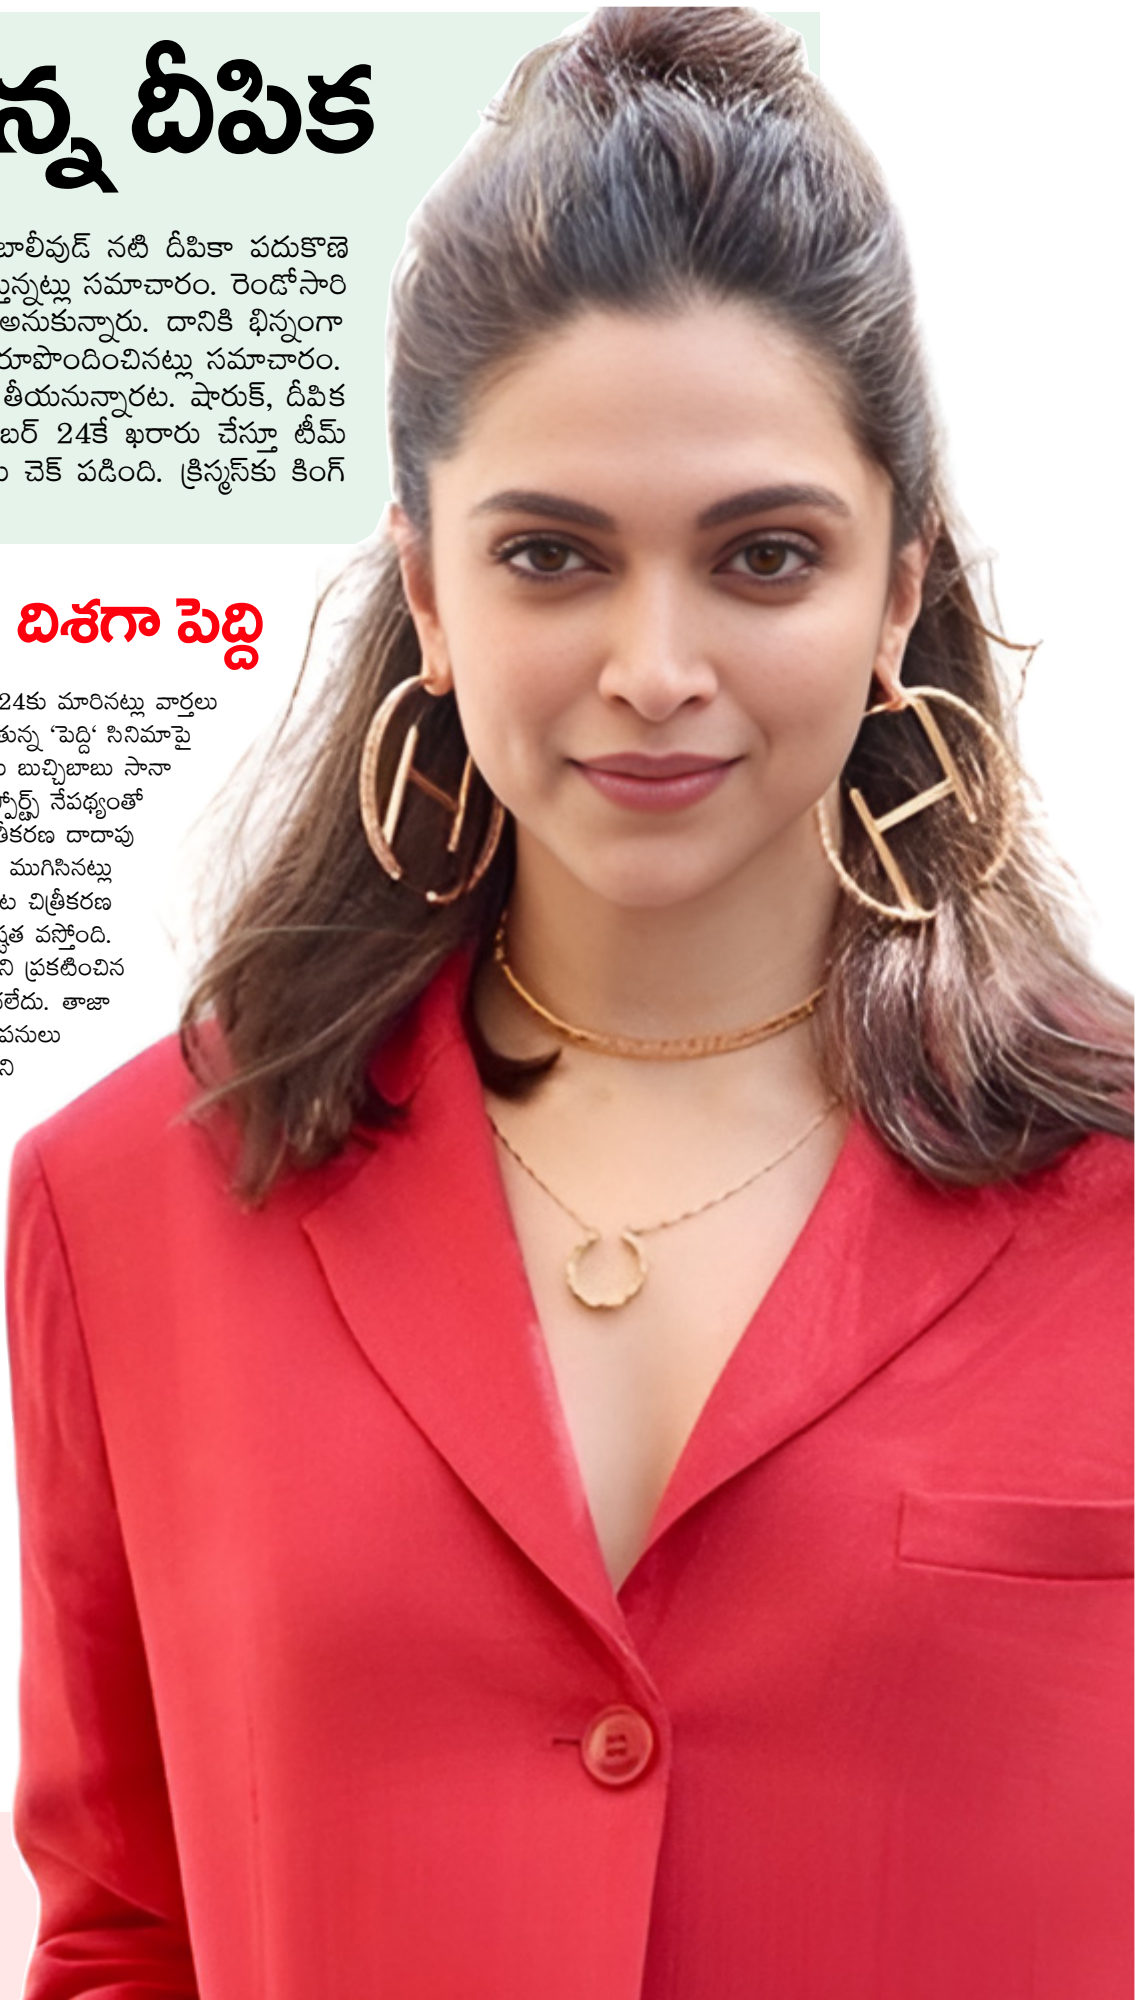 న్న దీపిక
బాలీవుడ్ నటి దీపికా పదుకొణె
్తున్నట్లు సమాచారం. రెండోసారి
అనుకున్నారు. దానికి భిన్నంగా
రూపొందించినట్లు సమాచారం.
తీయనున్నారట. షారుక్, దీపిక
బర్ 24కే ఖరారు చేస్తూ టీమ్
చెక్ పడింది. క్రిస్మస్‌కు కింగ్
దిశగా పెద్ది
24కు మారినట్లు వార్తలు
తున్న ‘పెద్ది‘ సినిమాపై
బుచ్చిబాబు సానా
స్పోర్ట్స్ నేపథ్యంతో
త్రీకరణ దాదాపు
ముగిసినట్లు
ట చిత్రీకరణ
ష్టత వస్తోంది.
ని ప్రకటించిన
లేదు. తాజా
పనులు
ని